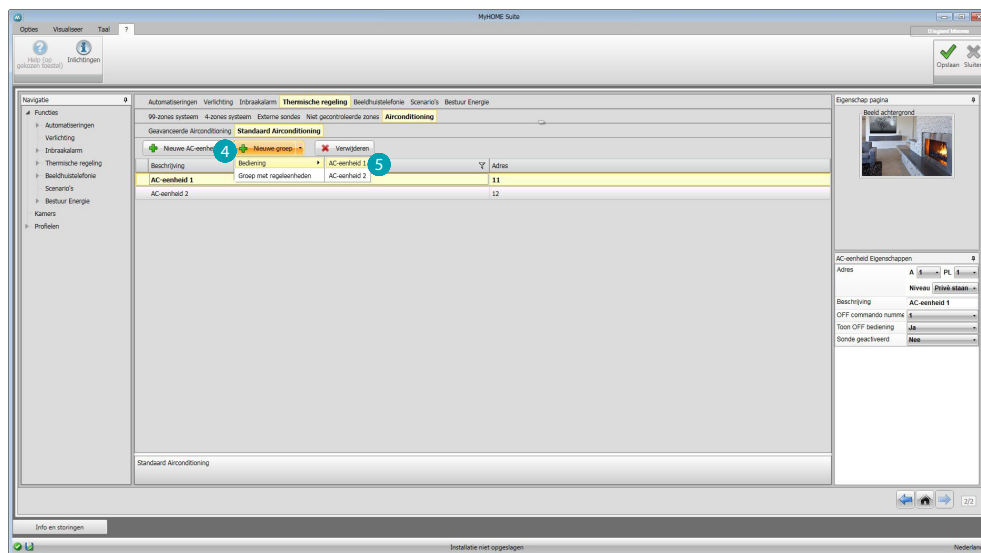 MyHOME Suite
Opties Visualiseer Taal ?
Help (op gekozen toestel)
Inlichtingen
Opslaan Sluiten
Navigatie
Functies
Automatiseringen
Verlichting
Inbraakalarm
Thermische regeling
Beeldhuistelefonie
Scenario's
Bestuur Energie
Kamers
Profielen
Automatiseringen Verlichting Inbraakalarm Thermische regeling Beeldhuistelefonie Scenario's Bestuur Energie
99-zones systeem 4-zones systeem Externe sondes Niet gecontroleerde zones Airconditioning
Geavanceerde Airconditioning Standaard Airconditioning
Nieuwe AC-eenhe 4 Nieuwe groep Verwijderen
Bediening AC-eenheid 1 5
Groep met regeleenheden AC-eenheid 2
Beschrijving Adres
AC-eenheid 1 11
AC-eenheid 2 12
Standaard Airconditioning
Eigenschap pagina
Beeld achtergrond
AC-eenheid Eigenschappen
Adres A 1 PL 1
Niveau Privé staan
Beschrijving AC-eenheid 1
OFF commando numme 1
Toon OFF bediening Ja
Sonde geactiveerd Nee
2/2
Info en storingen
Installatie niet opgeslagen
Nederlan